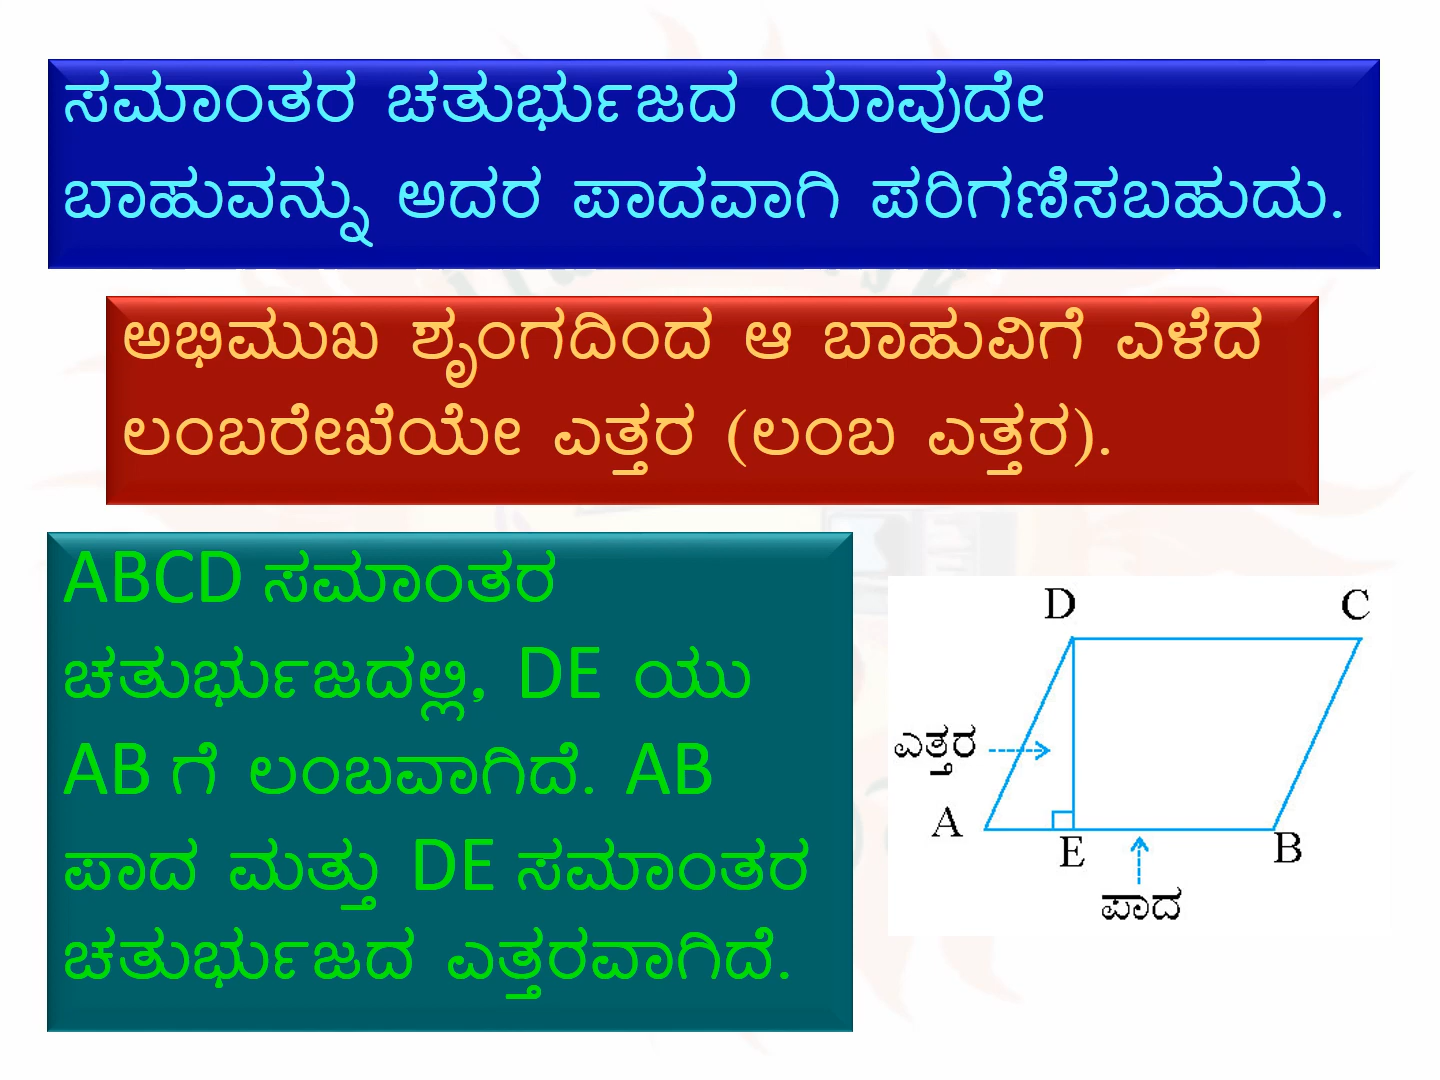 ಸಮಾಂತರ ಚತುರ್ಭುಜದ ಯಾವುದೇ
ಬಾಹುವನ್ನು ಅದರ ಪಾದವಾಗಿ ಪರಿಗಣಿಸಬಹುದು.
ಅಭಿಮುಖ ಶೃಂಗದಿಂದ ಆ ಬಾಹುವಿಗೆ ಎಳೆದ
ಲಂಬರೇಖೆಯೇ ಎತ್ತರ (ಲಂಬ ಎತ್ತರ).
ABCD ಸಮಾಂತರ
ಚತುರ್ಭುಜದಲ್ಲಿ, DE ಯು
AB ಗೆ ಲಂಬವಾಗಿದೆ. AB
ಪಾದ ಮತ್ತು DE ಸಮಾಂತರ
ಚತುರ್ಭುಜದ ಎತ್ತರವಾಗಿದೆ.
D C
ಎತ್ತರ
A E B
ಪಾದ